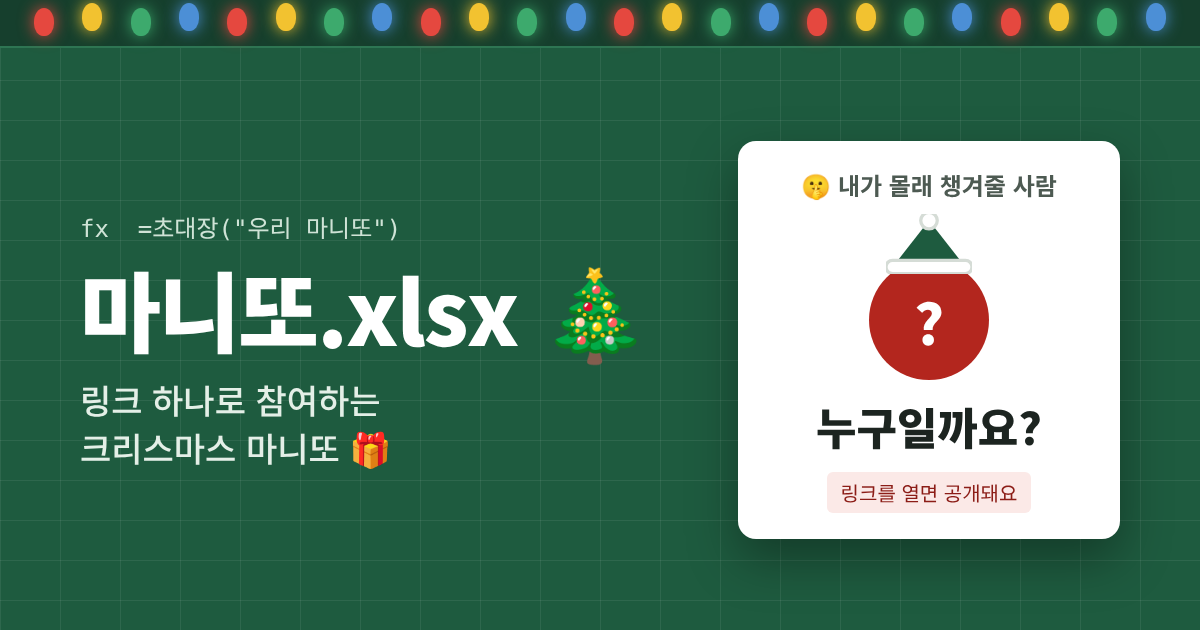 fx =초대장("우리 마니또")
마니또.xlsx 🎄
링크 하나로 참여하는
크리스마스 마니또 🎁
🤫 내가 몰래 챙겨줄 사람
?
누구일까요?
링크를 열면 공개돼요